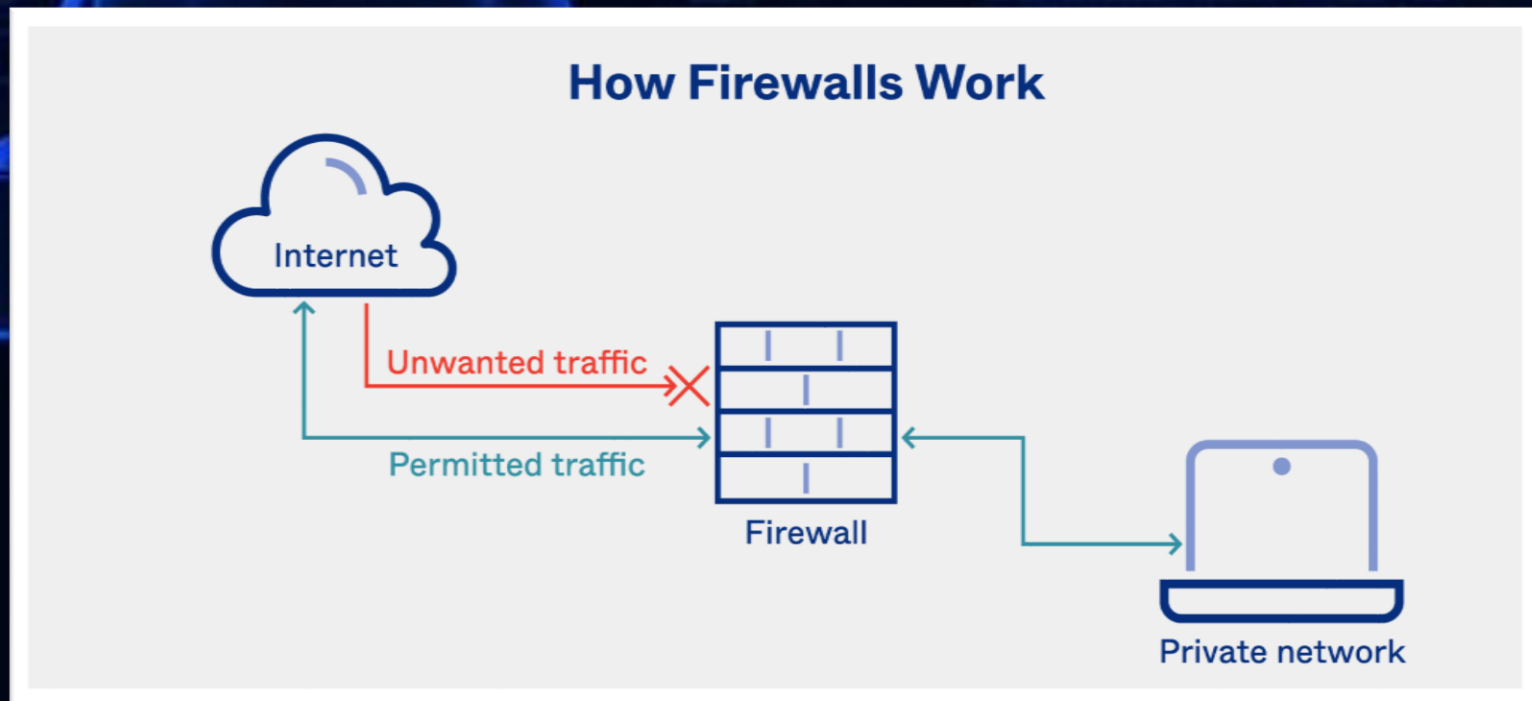 How Firewalls Work
Internet
Unwanted traffic
Permitted traffic
Firewall
Private network